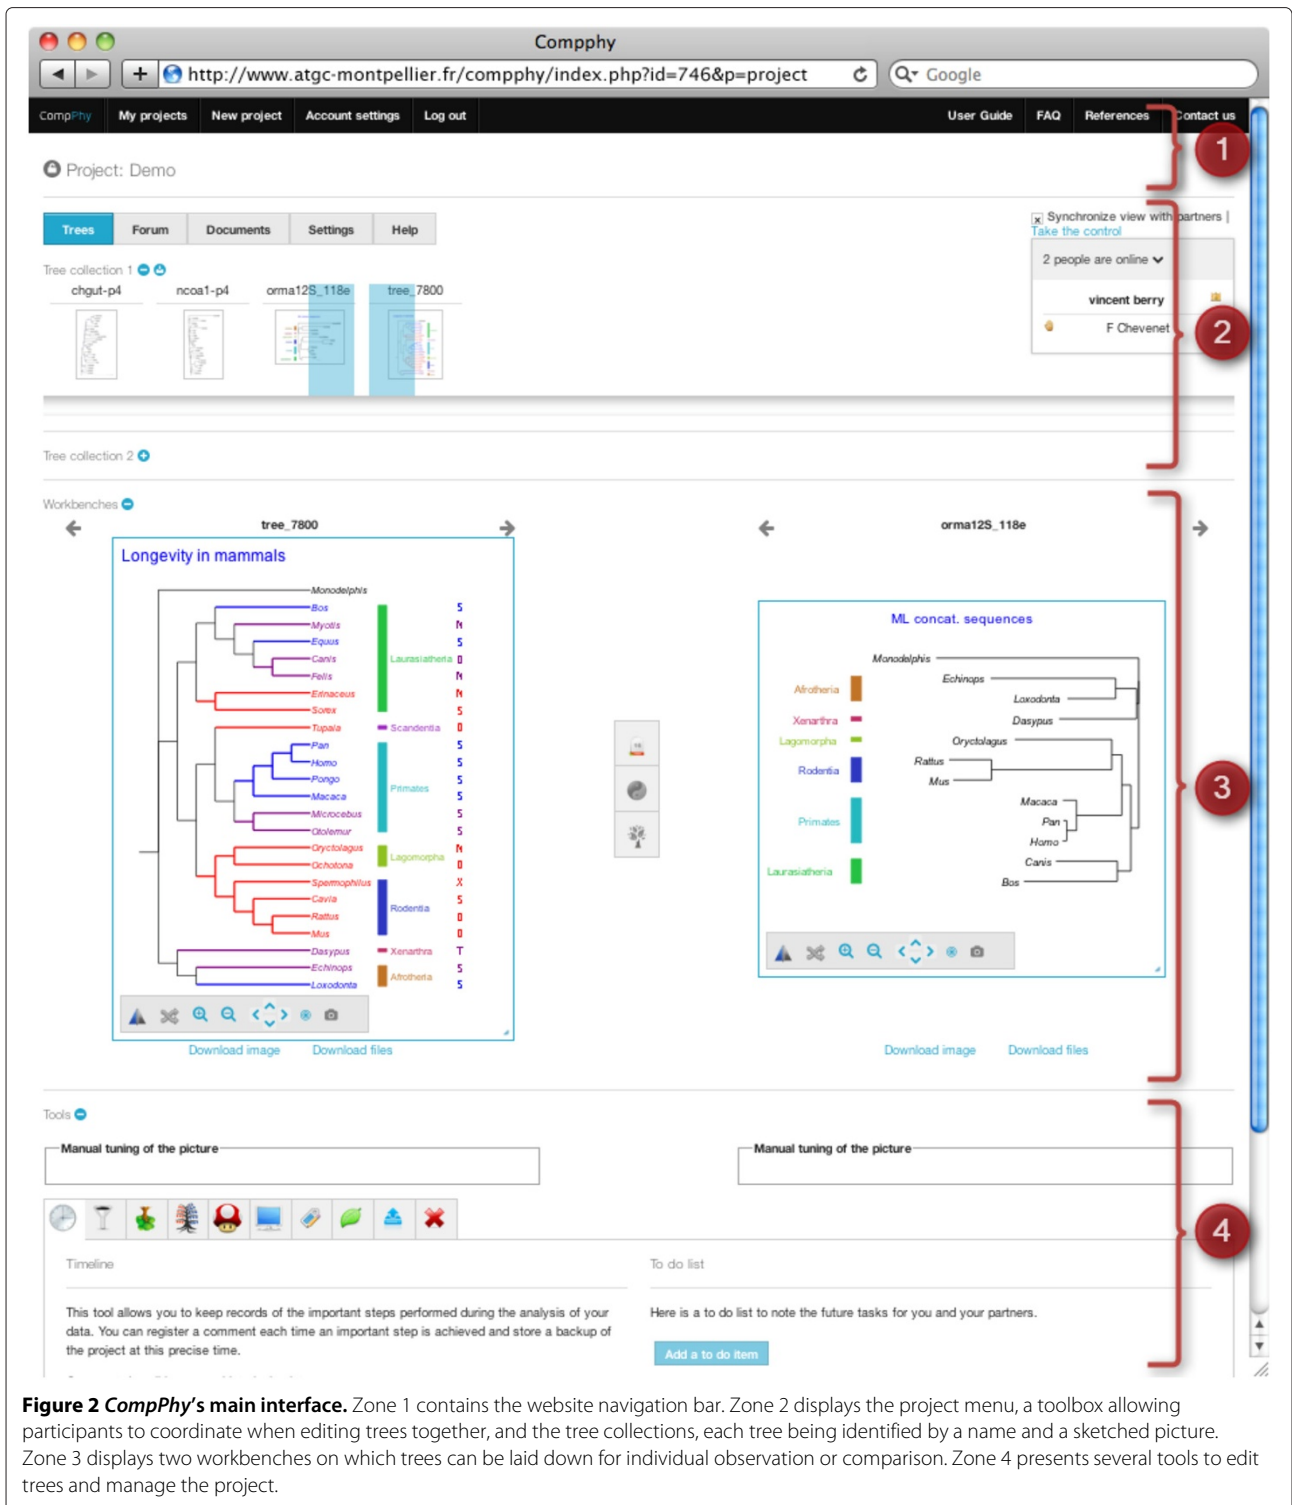 Compphy
http://www.atgc-montpellier.fr/compphy/index.php?id=746&p=project
Google
CompPhy My projects New project Account settings Log out User Guide FAQ References Contact us
1
Project: Demo
Trees Forum Documents Settings Help
x Synchronize view with partners |
Take the control
2 people are online
vincent berry
F Chevenet
2
Tree collection 1
chgut-p4 ncoa1-p4 orma12S_118e tree_7800
Tree collection 2
Workbenches
tree_7800
Longevity in mammals
Monodelphis
Bos S
Myotis N
Equus S
Canis Laurasiatheria D
Felis N
Erinaceus N
Sorex S
Tupaia Scandentia D
Pan S
Homo S
Pongo S
Primates
Macaca S
Microcebus S
Otolemur S
Oryctolagus N
Lagomorpha
Ochotona D
Spermophilus X
Cavia S
Rodentia
Rattus D
Mus D
Dasypus Xenarthra T
Echinops S
Afrotheria
Loxodonta S
Download image Download files
orma12S_118e
ML concat. sequences
Monodelphis
Echinops
Afrotheria
Loxodonta
Xenarthra
Dasypus
Lagomorpha
Oryctolagus
Rattus
Rodentia
Mus
Macaca
Primates
Pan
Homo
Canis
Laurasiatheria
Bos
Download image Download files
3
Tools
Manual tuning of the picture
Manual tuning of the picture
4
Timeline
This tool allows you to keep records of the important steps performed during the analysis of your
data. You can register a comment each time an important step is achieved and store a backup of
the project at this precise time.
To do list
Here is a to do list to note the future tasks for you and your partners.
Add a to do item
Figure 2 CompPhy's main interface. Zone 1 contains the website navigation bar. Zone 2 displays the project menu, a toolbox allowing
participants to coordinate when editing trees together, and the tree collections, each tree being identified by a name and a sketched picture.
Zone 3 displays two workbenches on which trees can be laid down for individual observation or comparison. Zone 4 presents several tools to edit
trees and manage the project.